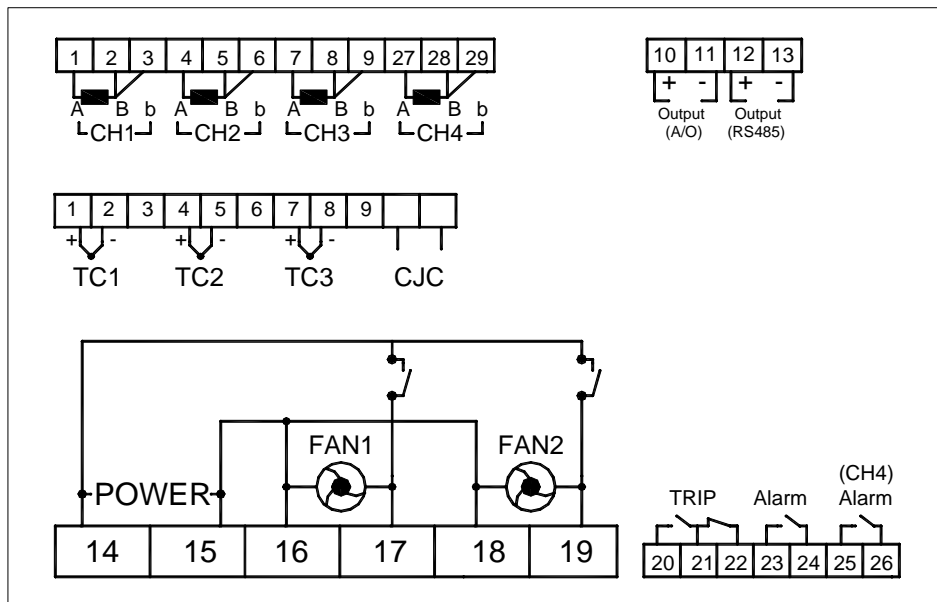 1 2 3 4 5 6 7 8 9 27 28 29
A B b A B b A B b A B b
CH1 CH2 CH3 CH4
10 11 12 13
+ - + -
Output Output
(A/O) (RS485)
1 2 3 4 5 6 7 8 9
+ - + - + -
TC1 TC2 TC3 CJC
FAN1 FAN2
POWER
14 15 16 17 18 19
(CH4)
TRIP Alarm Alarm
20 21 22 23 24 25 26